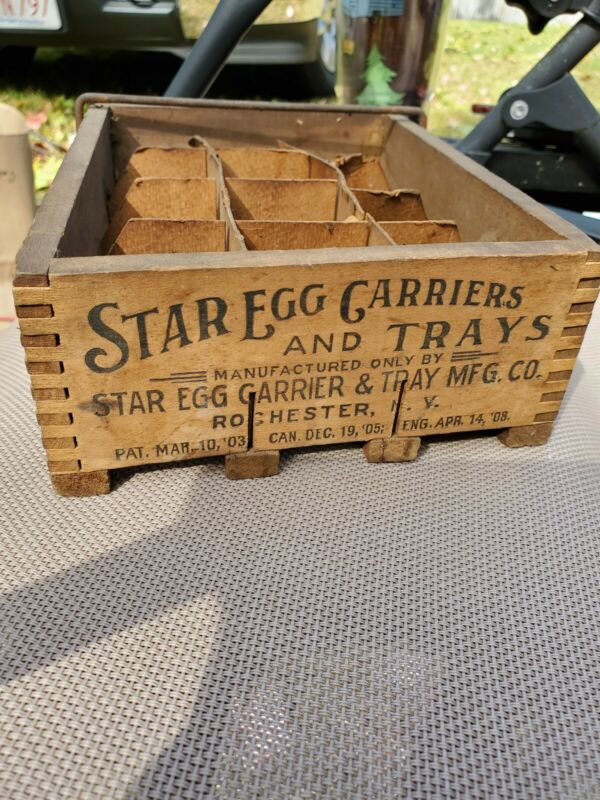 STAR EGG CARRIERS
AND TRAYS
MANUFACTURED ONLY BY
STAR EGG CARRIER & TRAY MFG. CO.
ROCHESTER, N. Y.
PAT. MAR. 10, '03; CAN. DEC. 19, '05; ENG. APR. 14, '08.